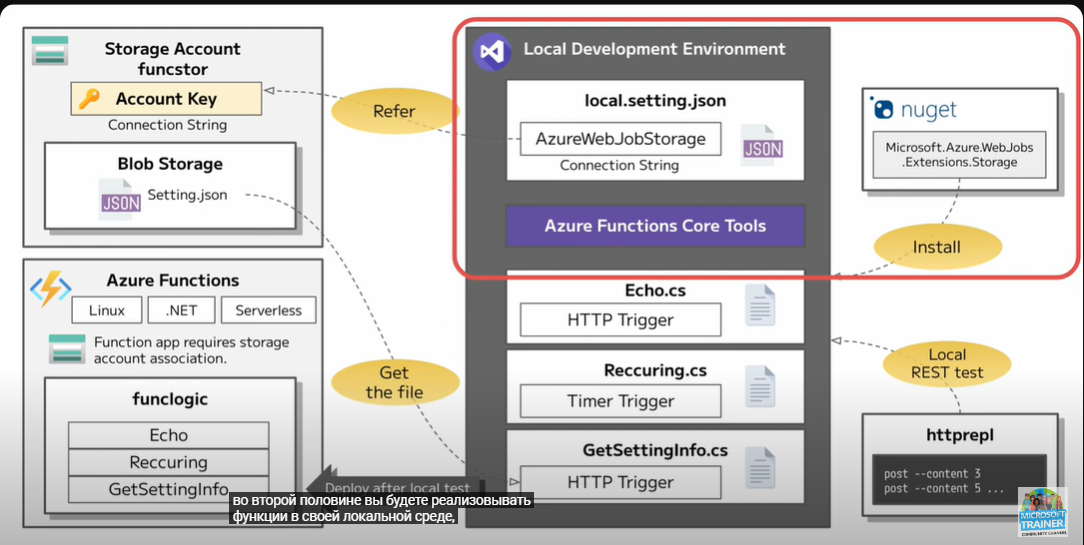 Storage Account
funcstor
Account Key
Connection String
Blob Storage
JSON
Setting.json
Azure Functions
Linux
.NET
Serverless
Function app requires storage
account association.
funclogic
Echo
Reccuring
GetSettingInfo
Refer
Get
the file
Deploy after local test
Local Development Environment
local.setting.json
AzureWebJobStorage
JSON
Connection String
Azure Functions Core Tools
Echo.cs
HTTP Trigger
Reccuring.cs
Timer Trigger
GetSettingInfo.cs
HTTP Trigger
nuget
Microsoft.Azure.WebJobs
.Extensions.Storage
Install
Local
REST test
httprepl
post --content 3
post --content 5 ...
во второй половине вы будете реализовывать
функции в своей локальной среде,
MICROSOFT
TRAINER
COMMUNITY CHANNEL